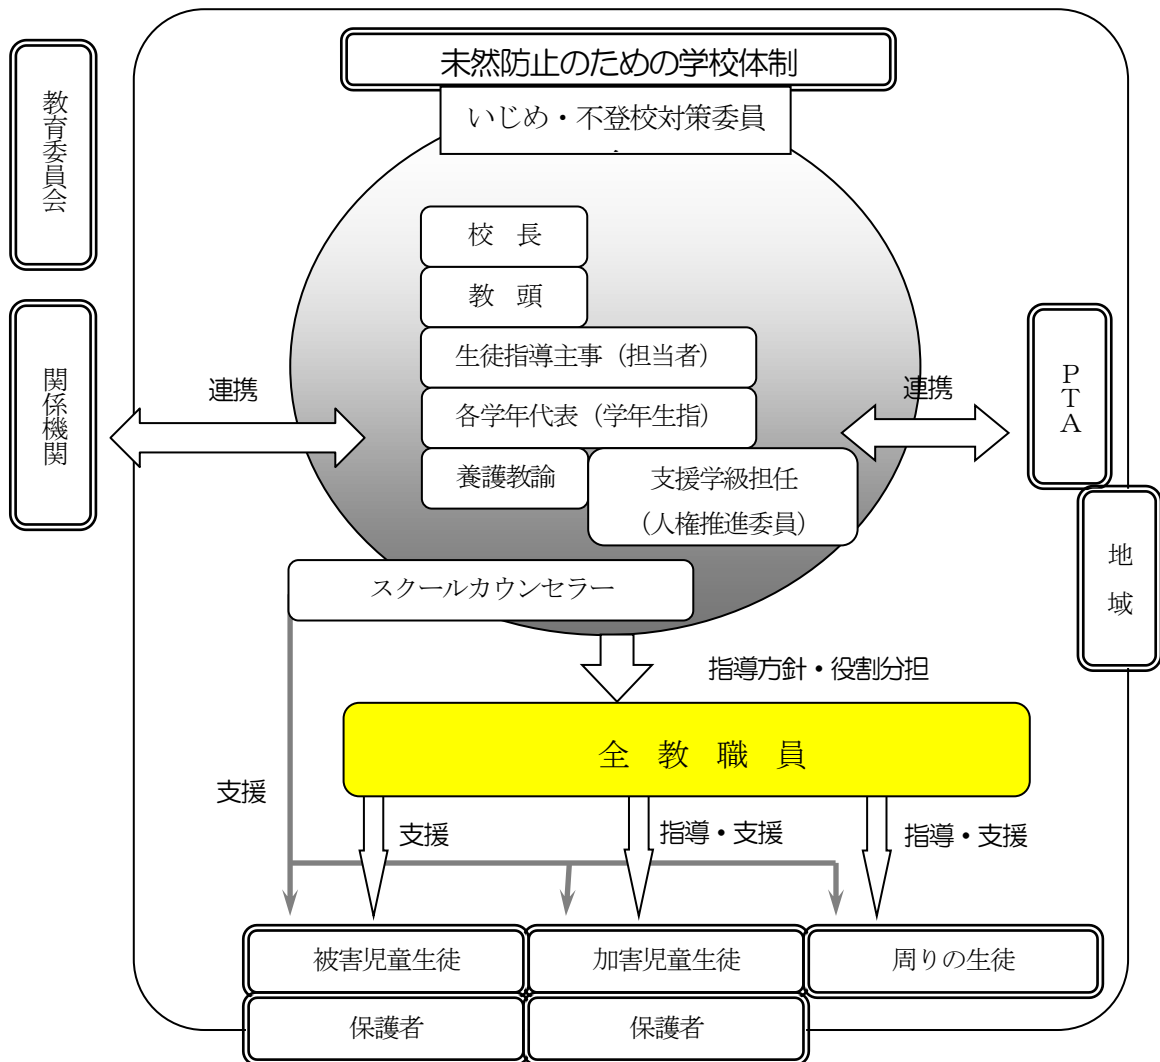 未然防止のための学校体制
いじめ・不登校対策委員
教育委員会
関係機関
校　長
教　頭
生徒指導主事（担当者）
各学年代表（学年生指）
養護教諭
支援学級担任
（人権推進委員）
スクールカウンセラー
連携
連携
PTA
地域
指導方針・役割分担
全　教　職　員
支援
支援
指導・支援
指導・支援
被害児童生徒
加害児童生徒
周りの生徒
保護者
保護者